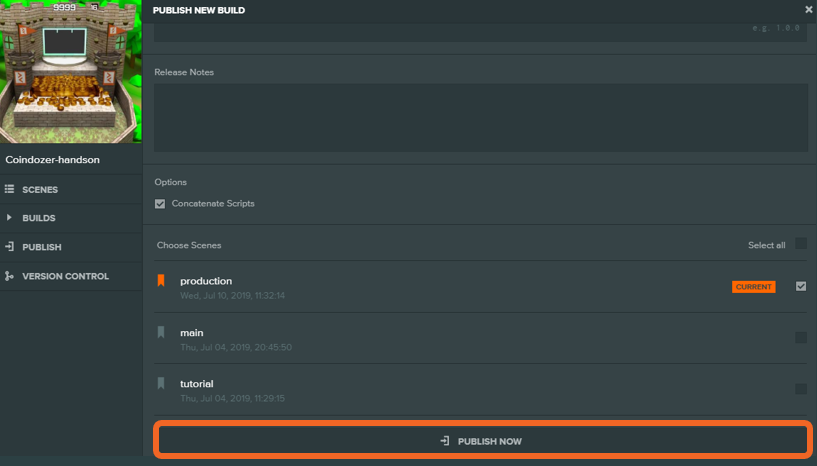 9999
PUBLISH NEW BUILD
e.g. 1.0.0
Release Notes
Coindozer-handson
SCENES
BUILDS
PUBLISH
VERSION CONTROL
Options
Concatenate Scripts
Choose Scenes
Select all
production
Wed, Jul 10, 2019, 11:32:14
CURRENT
main
Thu, Jul 04, 2019, 20:45:50
tutorial
Thu, Jul 04, 2019, 11:29:15
PUBLISH NOW